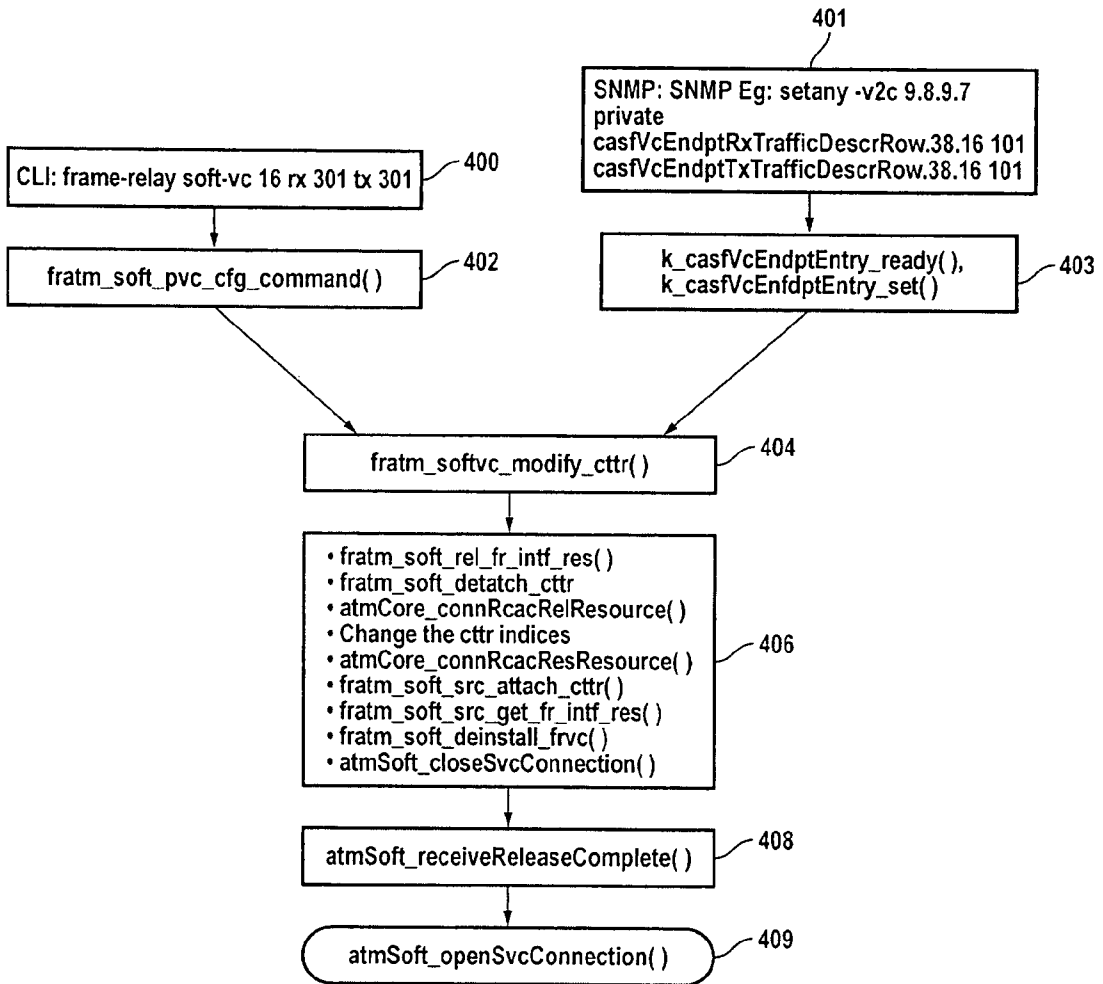 401
SNMP: SNMP Eg: setany -v2c 9.8.9.7
private
casfVcEndptRxTrafficDescrRow.38.16 101
casfVcEndptTxTrafficDescrRow.38.16 101
CLI: frame-relay soft-vc 16 rx 301 tx 301
400
fratm_soft_pvc_cfg_command( )
402
k_casfVcEndptEntry_ready( ),
k_casfVcEnfdptEntry_set( )
403
fratm_softvc_modify_cttr( )
404
• fratm_soft_rel_fr_intf_res( )
• fratm_soft_detatch_cttr
• atmCore_connRcacRelResource( )
• Change the cttr indices
• atmCore_connRcacResResource( )
• fratm_soft_src_attach_cttr( )
• fratm_soft_src_get_fr_intf_res( )
• fratm_soft_deinstall_frvc( )
• atmSoft_closeSvcConnection( )
406
atmSoft_receiveReleaseComplete( )
408
atmSoft_openSvcConnection( )
409